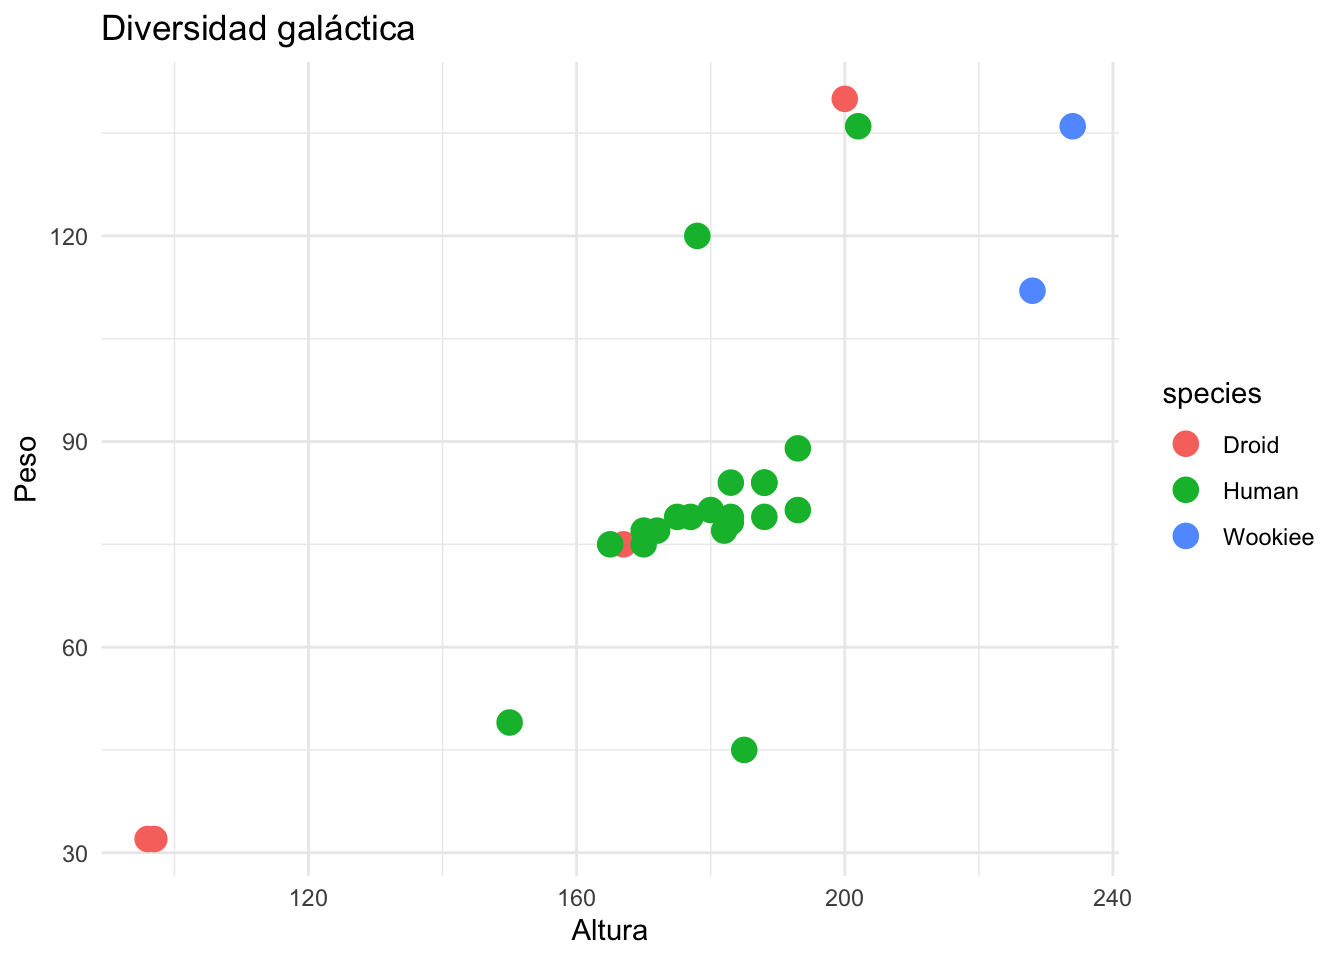 Diversidad galáctica
120
90
60
30
Peso
120
160
200
240
Altura
species
Droid
Human
Wookiee